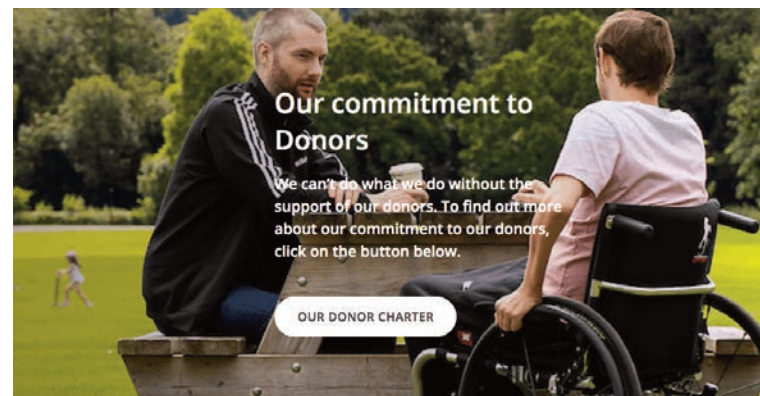 Our commitment to
Donors
We can't do what we do without the
support of our donors. To find out more
about our commitment to our donors,
click on the button below.
OUR DONOR CHARTER